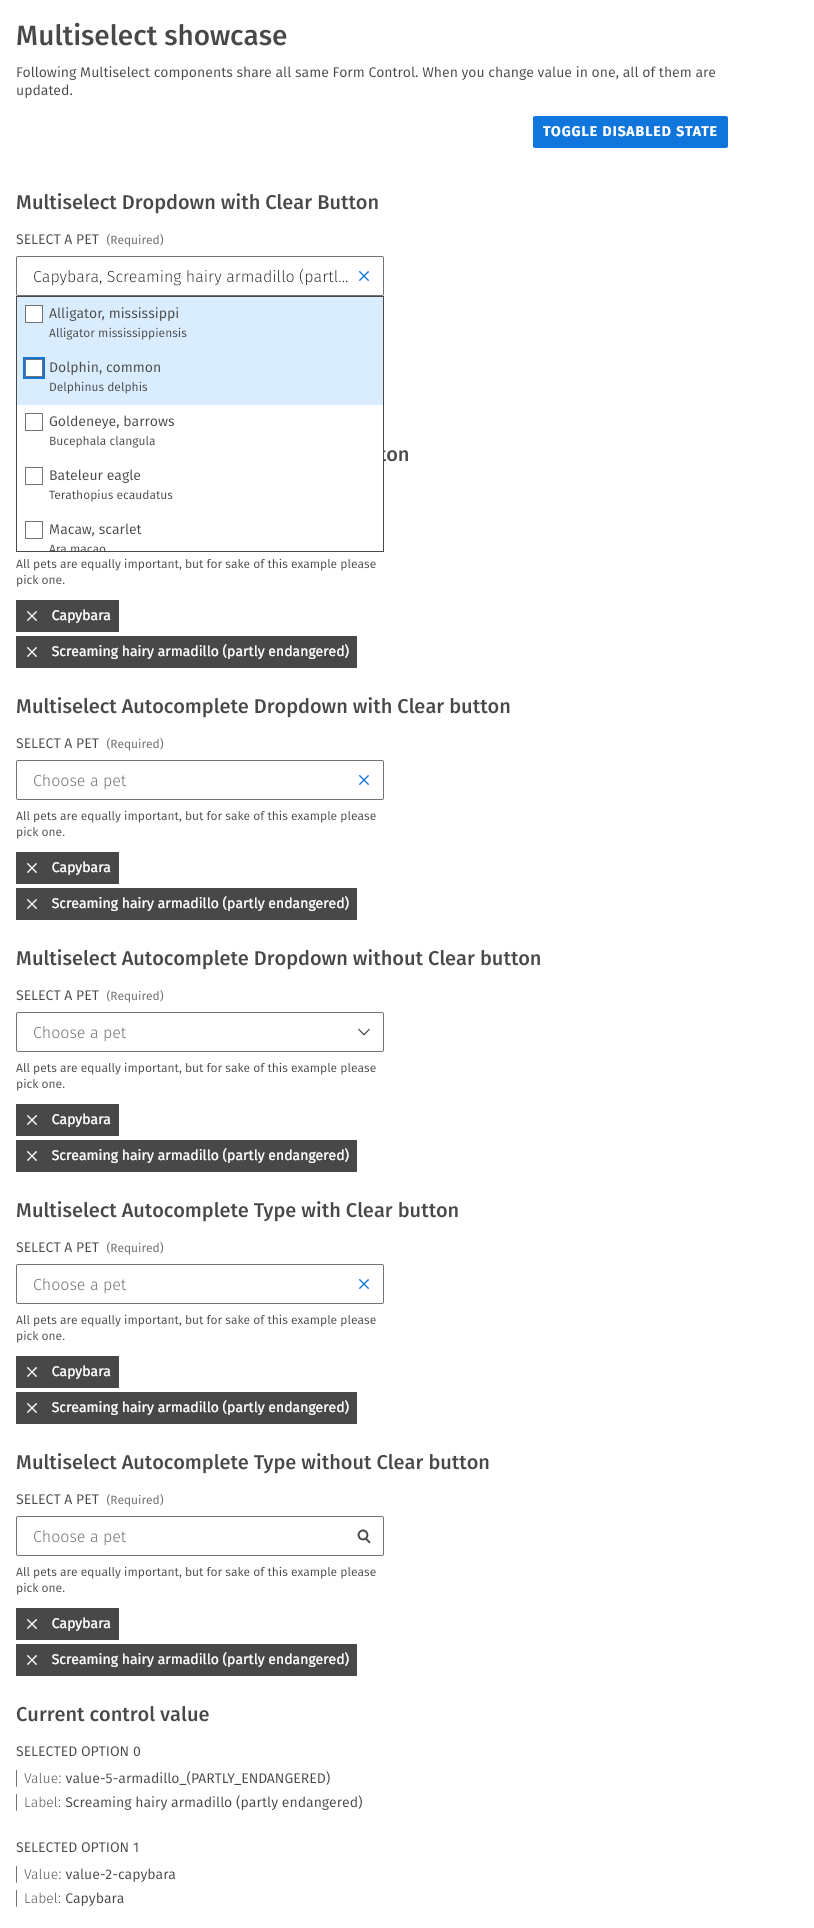 Multiselect showcase
Following Multiselect components share all same Form Control. When you change value in one, all of them are
updated.
TOGGLE DISABLED STATE
Multiselect Dropdown with Clear Button
SELECT A PET (Required)
Capybara, Screaming hairy armadillo (partl...
Alligator, mississippi
Alligator mississippiensis
Dolphin, common
Delphinus delphis
Goldeneye, barrows
Bucephala clangula
ton
Bateleur eagle
Terathopius ecaudatus
Macaw, scarlet
Ara macao
All pets are equally important, but for sake of this example please
pick one.
Capybara
Screaming hairy armadillo (partly endangered)
Multiselect Autocomplete Dropdown with Clear button
SELECT A PET (Required)
Choose a pet
All pets are equally important, but for sake of this example please
pick one.
Capybara
Screaming hairy armadillo (partly endangered)
Multiselect Autocomplete Dropdown without Clear button
SELECT A PET (Required)
Choose a pet
All pets are equally important, but for sake of this example please
pick one.
Capybara
Screaming hairy armadillo (partly endangered)
Multiselect Autocomplete Type with Clear button
SELECT A PET (Required)
Choose a pet
All pets are equally important, but for sake of this example please
pick one.
Capybara
Screaming hairy armadillo (partly endangered)
Multiselect Autocomplete Type without Clear button
SELECT A PET (Required)
Choose a pet
All pets are equally important, but for sake of this example please
pick one.
Capybara
Screaming hairy armadillo (partly endangered)
Current control value
SELECTED OPTION 0
Value: value-5-armadillo_(PARTLY_ENDANGERED)
Label: Screaming hairy armadillo (partly endangered)
SELECTED OPTION 1
Value: value-2-capybara
Label: Capybara